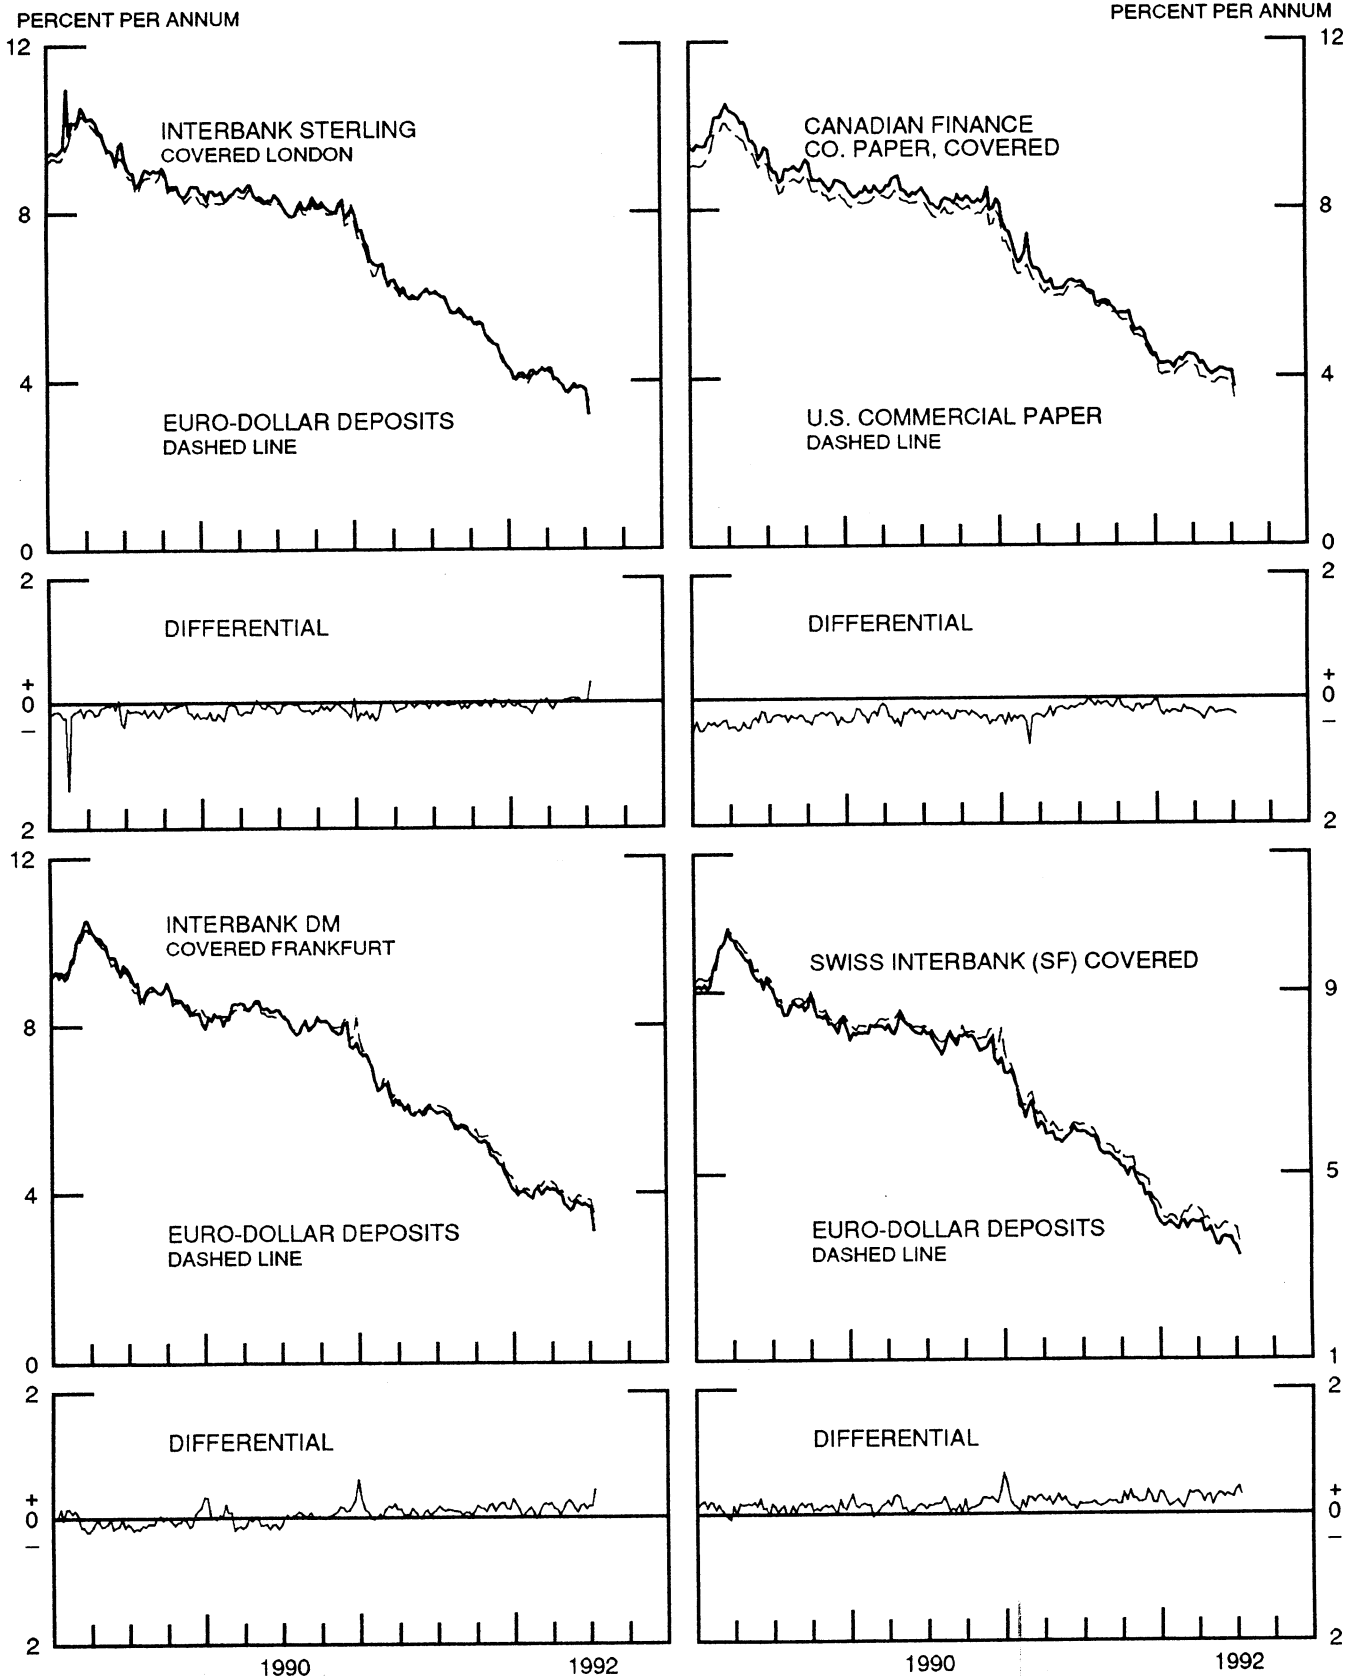 PERCENT PER ANNUM
PERCENT PER ANNUM
12
INTERBANK STERLING
COVERED LONDON
8
4
EURO-DOLLAR DEPOSITS
DASHED LINE
0
12
CANADIAN FINANCE
CO. PAPER, COVERED
8
4
U.S. COMMERCIAL PAPER
DASHED LINE
0
2
DIFFERENTIAL
+
0
–
2
2
DIFFERENTIAL
+
0
–
2
12
INTERBANK DM
COVERED FRANKFURT
8
4
EURO-DOLLAR DEPOSITS
DASHED LINE
0
SWISS INTERBANK (SF) COVERED
9
5
EURO-DOLLAR DEPOSITS
DASHED LINE
1
2
DIFFERENTIAL
+
0
–
2
1990 1992
2
DIFFERENTIAL
+
0
–
2
1990 1992